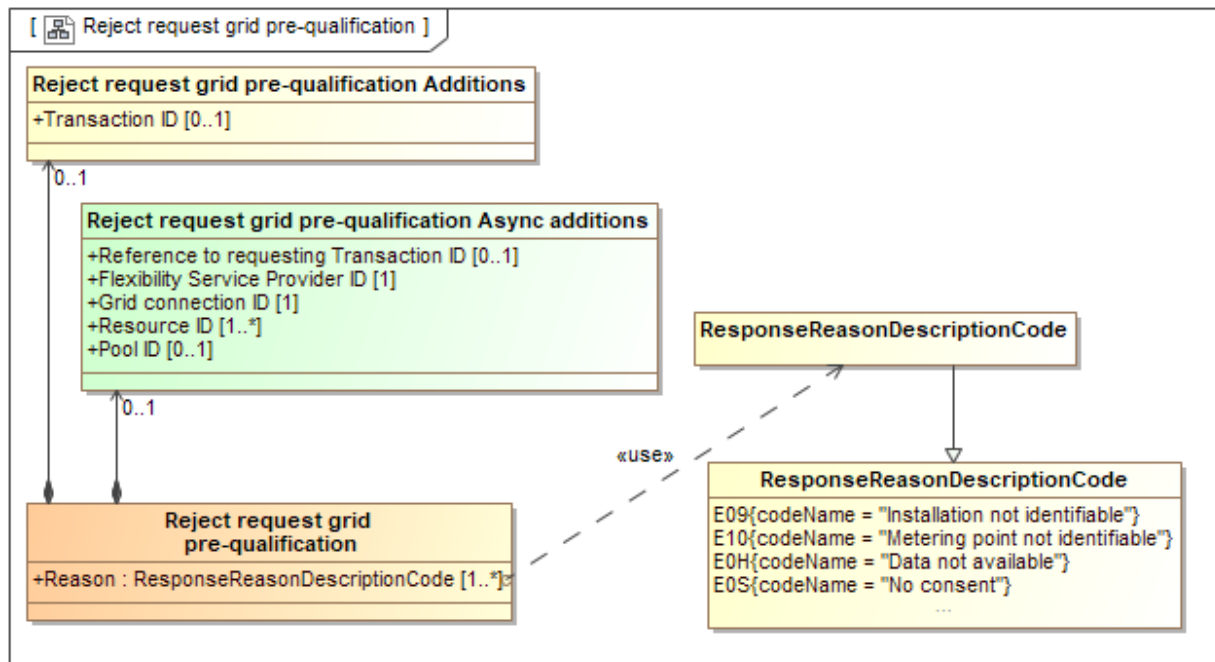 [ Reject request grid pre-qualification ]
Reject request grid pre-qualification Additions
+Transaction ID [0..1]
0..1
Reject request grid pre-qualification Async additions
+Reference to requesting Transaction ID [0..1]
+Flexibility Service Provider ID [1]
+Grid connection ID [1]
+Resource ID [1..*]
+Pool ID [0..1]
0..1
ResponseReasonDescriptionCode
«use»
Reject request grid
pre-qualification
+Reason : ResponseReasonDescriptionCode [1..*]
ResponseReasonDescriptionCode
E09{codeName = "Installation not identifiable"}
E10{codeName = "Metering point not identifiable"}
E0H{codeName = "Data not available"}
E0S{codeName = "No consent"}
...